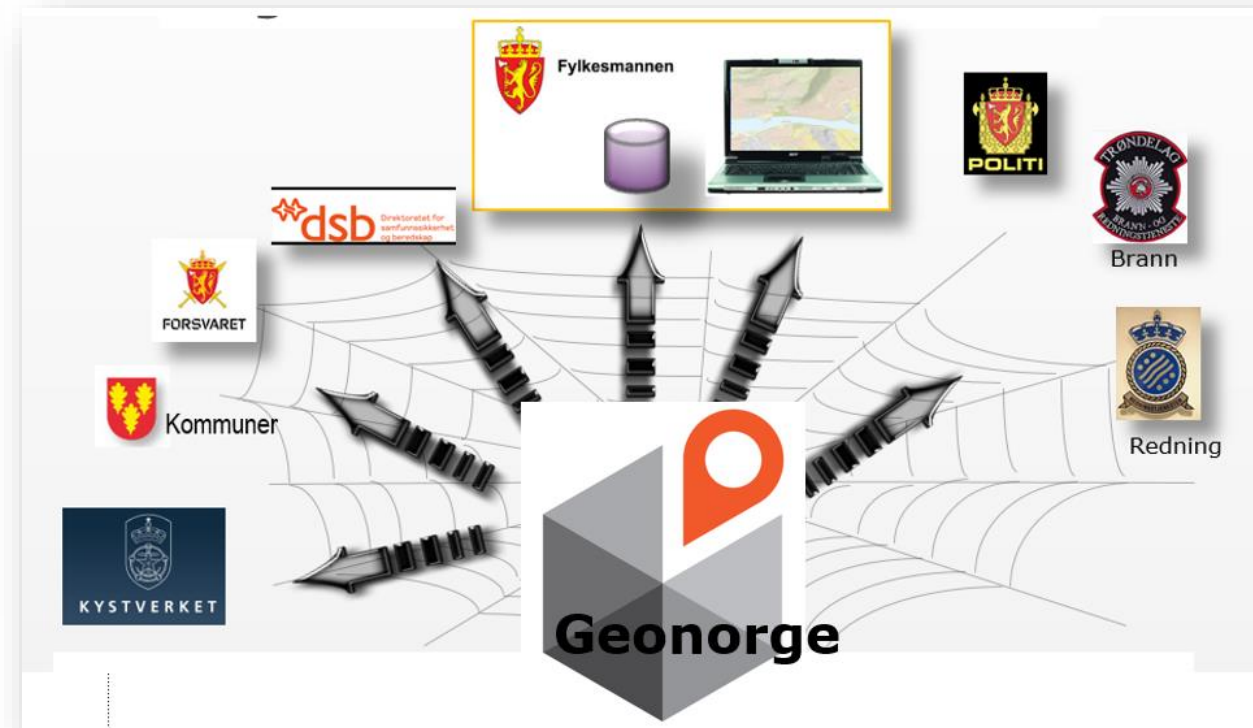 Fylkesmannen
POLITI
TRØNDELAG
BRANN- OG
REDNINGSTJENESTE
Brann
dsb
Direktoratet for
samfunnssikkerhet
og beredskap
FORSVARET
Redning
Kommuner
KYSTVERKET
Geonorge